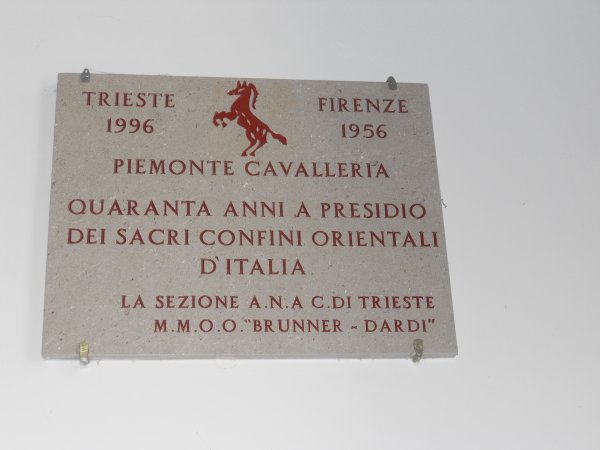 TRIESTE FIRENZE
1996 1956
PIEMONTE CAVALLERIA
QUARANTA ANNI A PRESIDIO
DEI SACRI CONFINI ORIENTALI
D'ITALIA
LA SEZIONE A.N.A C.DI TRIESTE
M.M.O.O."BRUNNER - DARDI"